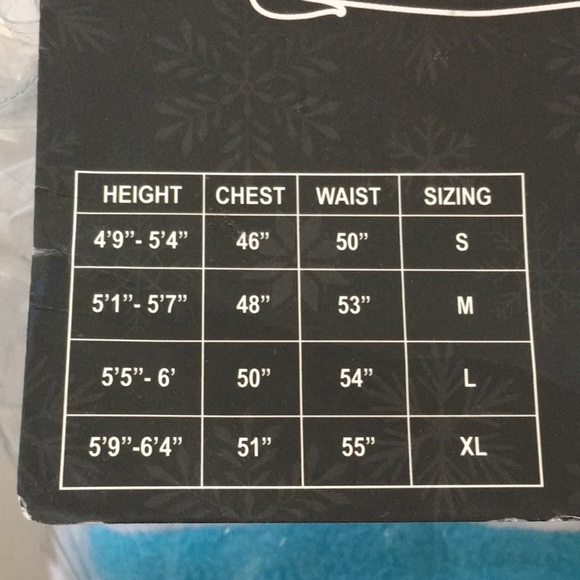 HEIGHT CHEST WAIST SIZING
4’9”- 5’4” 46” 50” S
5’1”- 5’7” 48” 53” M
5’5”- 6’ 50” 54” L
5’9”-6’4” 51” 55” XL